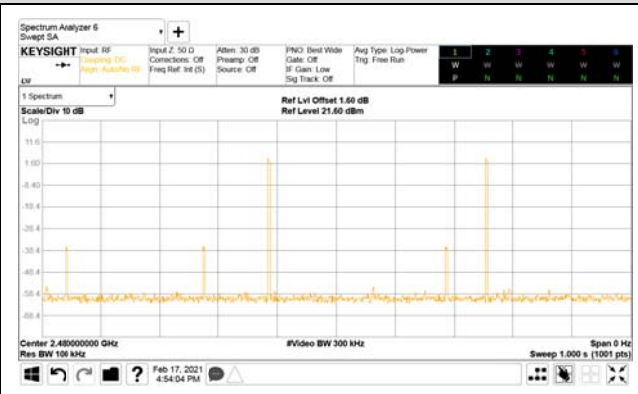 Spectrum Analyzer 6
Swept SA
KEYSIGHT
Input: RF
Coupling: DC
Align: Auto/No RF
Input Z: 50 Ω
Corrections: Off
Freq Ref: Int (S)
Atten: 30 dB
Preamp: Off
Source: Off
PNO: Best Wide
Gate: Off
IF Gain: Low
Sig Track: Off
Avg Type: Log-Power
Trig: Free Run
1 2 3 4 5 6
W W W W W W
P N N N N N
1 Spectrum
Scale/Div 10 dB
Ref Lvl Offset 1.60 dB
Ref Level 21.60 dBm
Log
11.6
1.60
-8.40
-18.4
-28.4
-38.4
-48.4
-58.4
-68.4
Center 2.480000000 GHz
#Video BW 300 kHz
Span 0 Hz
Res BW 100 kHz
Sweep 1.000 s (1001 pts)
Feb 17, 2021
4:54:04 PM